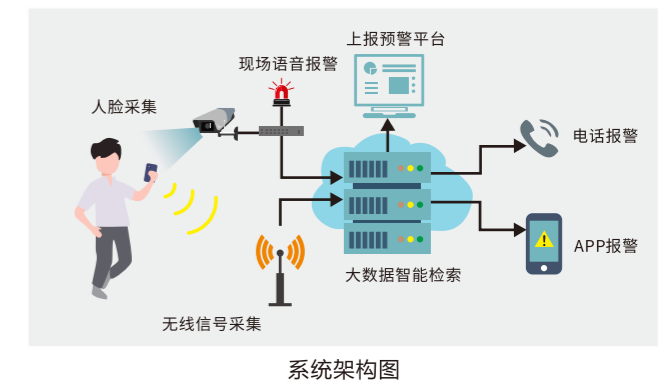 上报预警平台
现场语音报警
人脸采集
电话报警
APP报警
大数据智能检索
无线信号采集
系统架构图